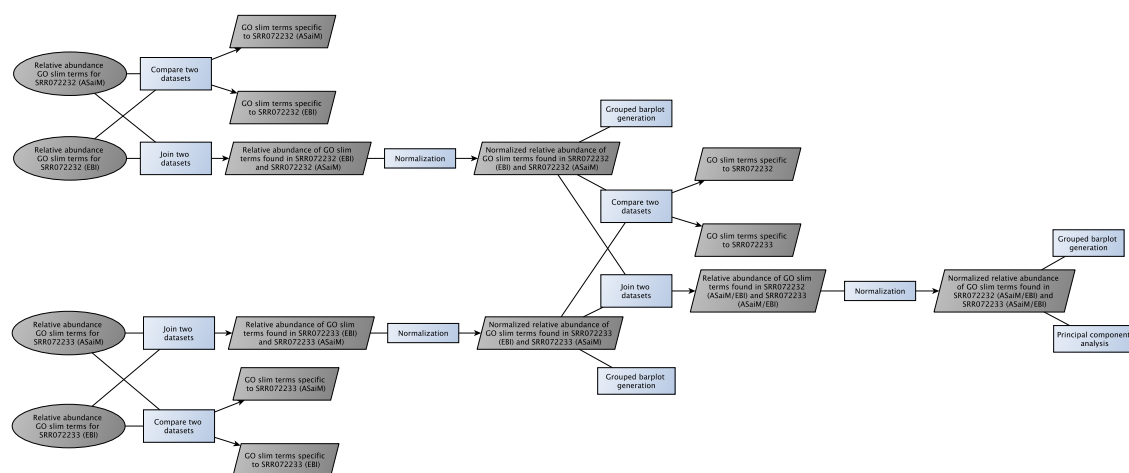 GO slim terms specific
to SRR072232 (ASaiM)
Relative abundance
GO slim terms for
SRR072232 (ASaiM)
Compare two
datasets
GO slim terms specific
to SRR072232 (EBI)
Grouped barplot
generation
Relative abundance
GO slim terms for
SRR072232 (EBI)
Join two
datasets
Relative abundance of GO slim
terms found in SRR072232 (EBI)
and SRR072232 (ASaiM)
Normalization
Normalized relative abundance of
GO slim terms found in SRR072232
(EBI) and SRR072232 (ASaiM)
GO slim terms specific
to SRR072232
Compare two
datasets
GO slim terms specific
to SRR072233
Grouped barplot
generation
Join two
datasets
Relative abundance of GO slim
terms found in SRR072232
(ASaiM/EBI) and SRR072233
(ASaiM/EBI)
Normalization
Normalized relative abundance
of GO slim terms found in
SRR072232 (ASaiM/EBI) and
SRR072233 (ASaiM/EBI)
Principal component
analysis
Relative abundance
GO slim terms for
SRR072233 (ASaiM)
Join two
datasets
Relative abundance of GO slim
terms found in SRR072233 (EBI)
and SRR072233 (ASaiM)
Normalization
Normalized relative abundance of
GO slim terms found in SRR072233
(EBI) and SRR072233 (ASaiM)
Grouped barplot
generation
GO slim terms specific
to SRR072233 (ASaiM)
Relative abundance
GO slim terms for
SRR072233 (EBI)
Compare two
datasets
GO slim terms specific
to SRR072233 (EBI)